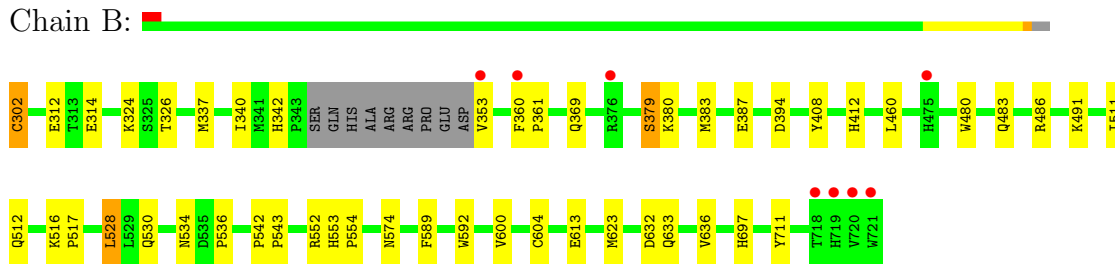 Chain B:
C302 E312 T313 E314 K324 S325 T326 M337 I340 M341 H342 P343 SER GLN HIS ALA ARG ARG PRO GLU ASP V353 F360 P361 Q369 R376 S379 K380 M383 E387 D394 Y408 H412 L460 H475 W480 Q483 R486 K491
Q512 K516 P517 L528 L529 Q530 N534 D535 P536 P542 P543 R552 H553 P554 N574 F589 W592 V600 C604 E613 M623 D632 Q633 V636 H697 Y711 T718 H719 V720 W721